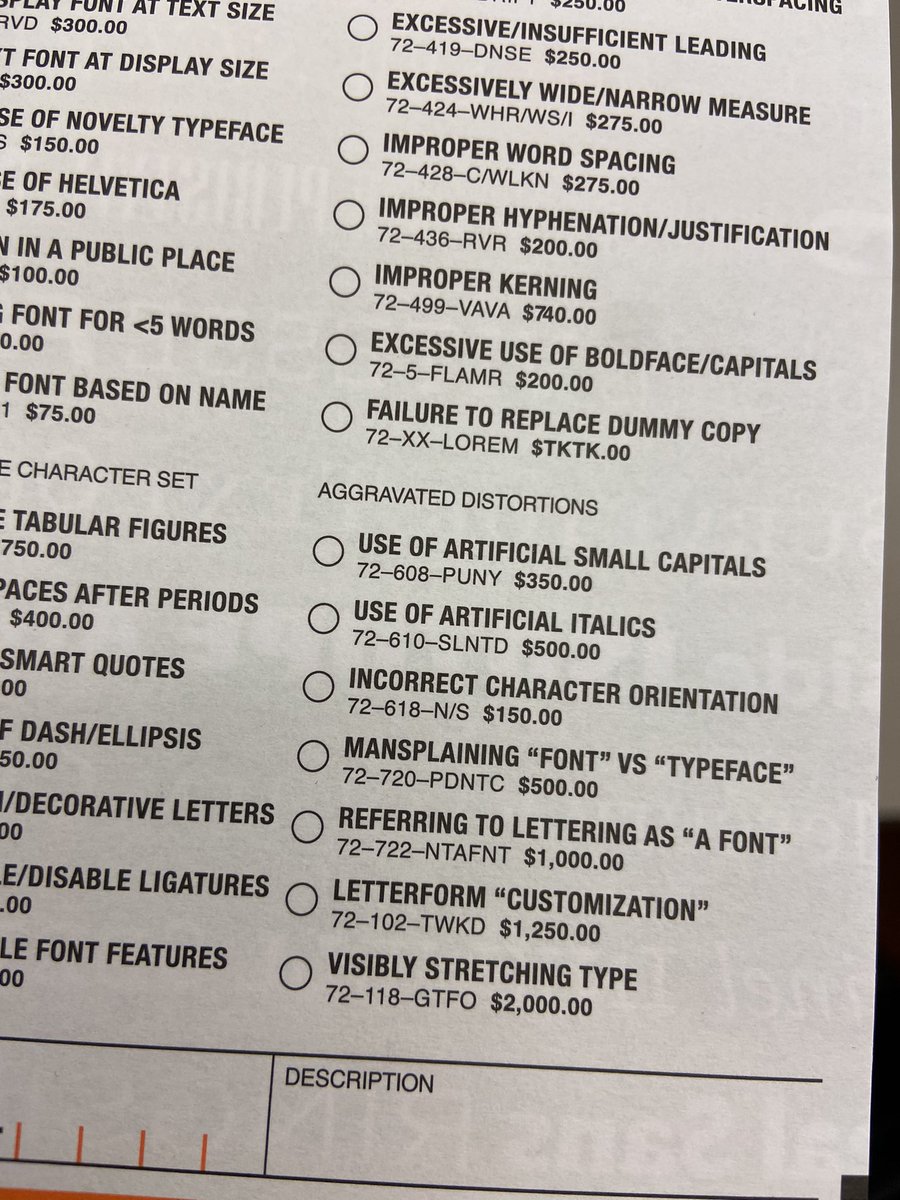 SPLAY FONT AT TEXT SIZE
RVD $300.00
T FONT AT DISPLAY SIZE
$300.00
SE OF NOVELTY TYPEFACE
S $150.00
E OF HELVETICA
$175.00
N IN A PUBLIC PLACE
$100.00
G FONT FOR <5 WORDS
0.00
FONT BASED ON NAME
1 $75.00
E CHARACTER SET
E TABULAR FIGURES
750.00
PACES AFTER PERIODS
$400.00
SMART QUOTES
00
F DASH/ELLIPSIS
50.00
/DECORATIVE LETTERS
00
LE/DISABLE LIGATURES
.00
LE FONT FEATURES
00
$250.00
ERSPACING
EXCESSIVE/INSUFFICIENT LEADING
72–419–DNSE $250.00
EXCESSIVELY WIDE/NARROW MEASURE
72–424–WHR/WS/I $275.00
IMPROPER WORD SPACING
72–428–C/WLKN $275.00
IMPROPER HYPHENATION/JUSTIFICATION
72–436–RVR $200.00
IMPROPER KERNING
72–499–VAVA $740.00
EXCESSIVE USE OF BOLDFACE/CAPITALS
72–5–FLAMR $200.00
FAILURE TO REPLACE DUMMY COPY
72–XX–LOREM $TKTK.00
AGGRAVATED DISTORTIONS
USE OF ARTIFICIAL SMALL CAPITALS
72–608–PUNY $350.00
USE OF ARTIFICIAL ITALICS
72–610–SLNTD $500.00
INCORRECT CHARACTER ORIENTATION
72–618–N/S $150.00
MANSPLAINING “FONT” VS “TYPEFACE”
72–720–PDNTC $500.00
REFERRING TO LETTERING AS “A FONT”
72–722–NTAFNT $1,000.00
LETTERFORM “CUSTOMIZATION”
72–102–TWKD $1,250.00
VISIBLY STRETCHING TYPE
72–118–GTFO $2,000.00
DESCRIPTION